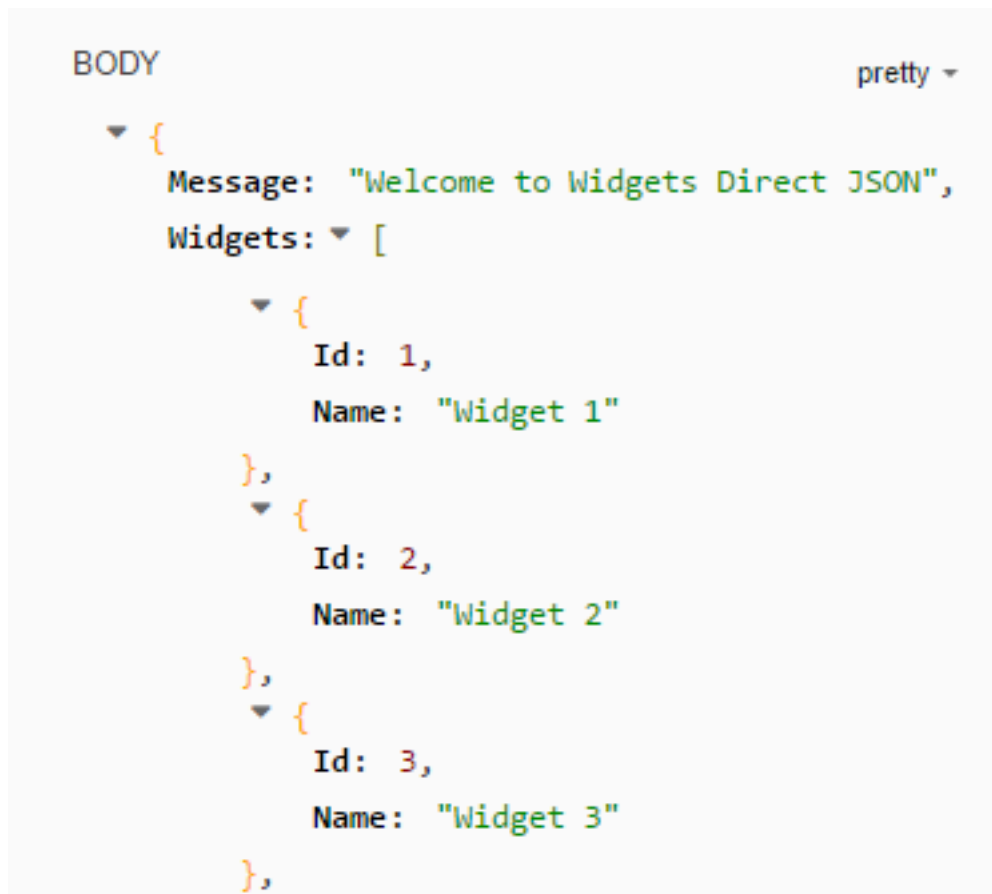 BODY
pretty
{
Message: "Welcome to Widgets Direct JSON",
Widgets: [
{
Id: 1,
Name: "Widget 1"
},
{
Id: 2,
Name: "Widget 2"
},
{
Id: 3,
Name: "Widget 3"
},